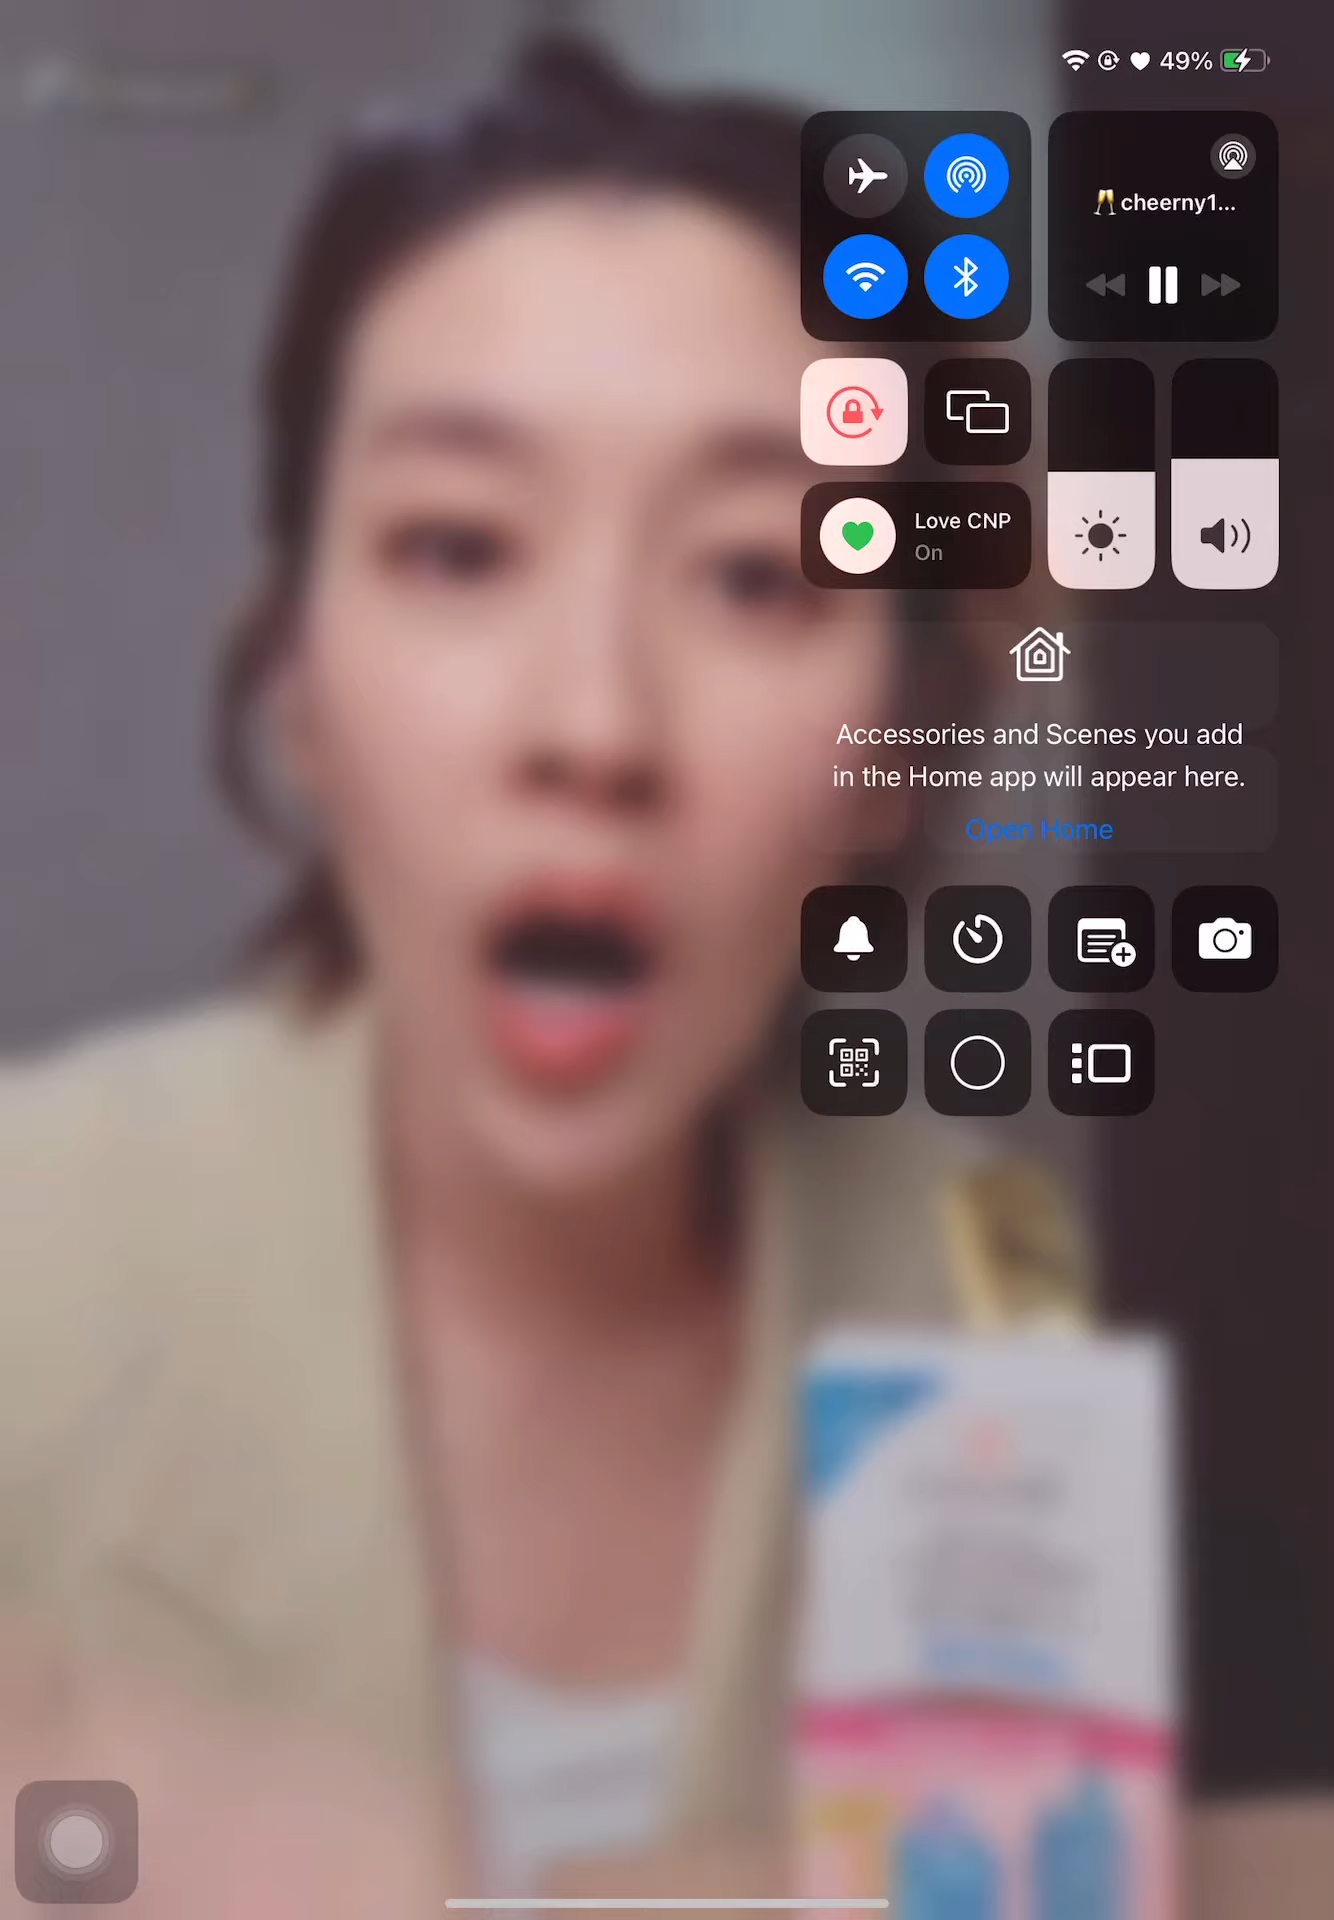 49%
🥂cheerny1...
Love CNP
On
Accessories and Scenes you add
in the Home app will appear here.
Open Home